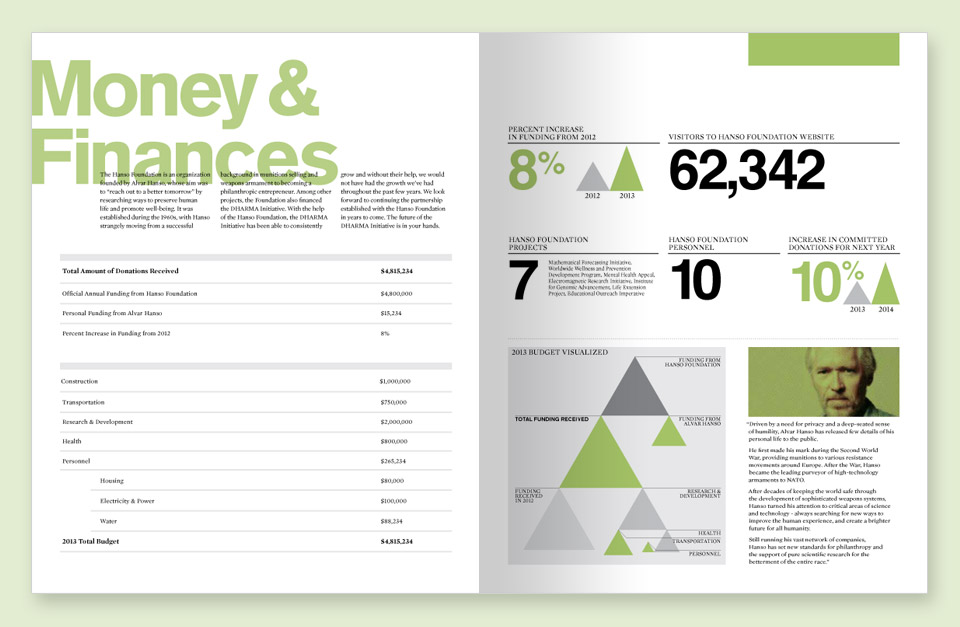 Money &
Finances
The Hanso Foundation is an organization
founded by Alvar Hanso, whose aim was
to "reach out to a better tomorrow" by
researching ways to preserve human
life and promote well-being. It was
established during the 1960s, with Hanso
strangely moving from a successful
background in munitions selling and
weapons armament to becoming a
philanthropic entrepreneur. Among other
projects, the Foundation also financed
the DHARMA Initiative. With the help
of the Hanso Foundation, the DHARMA
Initiative has been able to consistently
grow and without their help, we would
not have had the growth we've had
throughout the past few years. We look
forward to continuing the partnership
established with the Hanso Foundation
in years to come. The future of the
DHARMA Initiative is in your hands.
Total Amount of Donations Received $4,815,234
Official Annual Funding from Hanso Foundation $4,800,000
Personal Funding from Alvar Hanso $15,234
Percent Increase in Funding from 2012 8%
Construction $1,000,000
Transportation $750,000
Research & Development $2,000,000
Health $800,000
Personnel $265,234
Housing $80,000
Electricity & Power $100,000
Water $88,234
2013 Total Budget $4,815,234
PERCENT INCREASE
IN FUNDING FROM 2012
8%
2012 2013
VISITORS TO HANSO FOUNDATION WEBSITE
62,342
HANSO FOUNDATION
PROJECTS
7
Mathematical Forecasting Initiative,
Worldwide Wellness and Prevention
Development Program, Mental Health Appeal,
Electromagnetic Research Initiative, Institute
for Genomic Advancement, Life Extension
Project, Educational Outreach Imperative
HANSO FOUNDATION
PERSONNEL
10
INCREASE IN COMMITTED
DONATIONS FOR NEXT YEAR
10%
2013 2014
2013 BUDGET VISUALIZED
FUNDING FROM
HANSO FOUNDATION
TOTAL FUNDING RECEIVED
FUNDING FROM
ALVAR HANSO
FUNDING
RECEIVED
IN 2012
RESEARCH &
DEVELOPMENT
HEALTH
TRANSPORTATION
PERSONNEL
"Driven by a need for privacy and a deep-seated sense
of humility, Alvar Hanso has released few details of his
personal life to the public.
He first made his mark during the Second World
War, providing munitions to various resistance
movements around Europe. After the War, Hanso
became the leading purveyor of high-technology
armaments to NATO.
After decades of keeping the world safe through
the development of sophisticated weapons systems,
Hanso turned his attention to critical areas of science
and technology - always searching for new ways to
improve the human experience, and create a brighter
future for all humanity.
Still running his vast network of companies,
Hanso has set new standards for philanthropy and
the support of pure scientific research for the
betterment of the entire race."